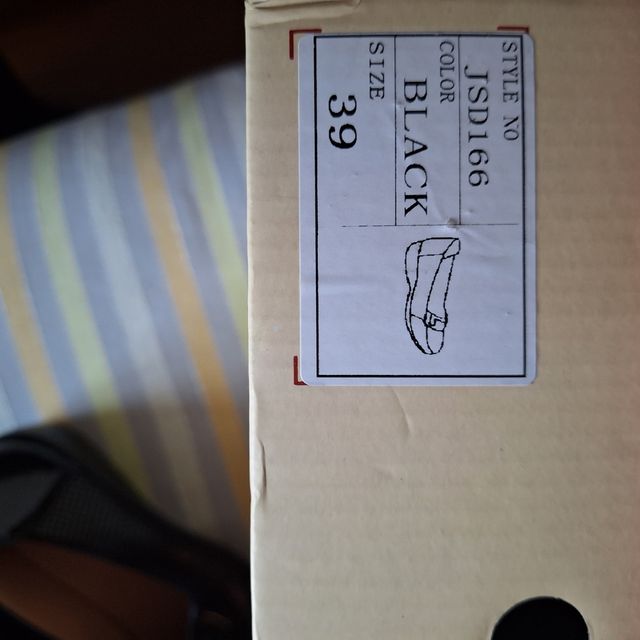 STYLE NO
JSD166
COLOR
BLACK
SIZE
39